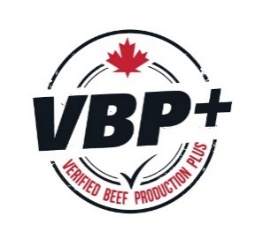 VBP+
VERIFIED BEEF PRODUCTION PLUS